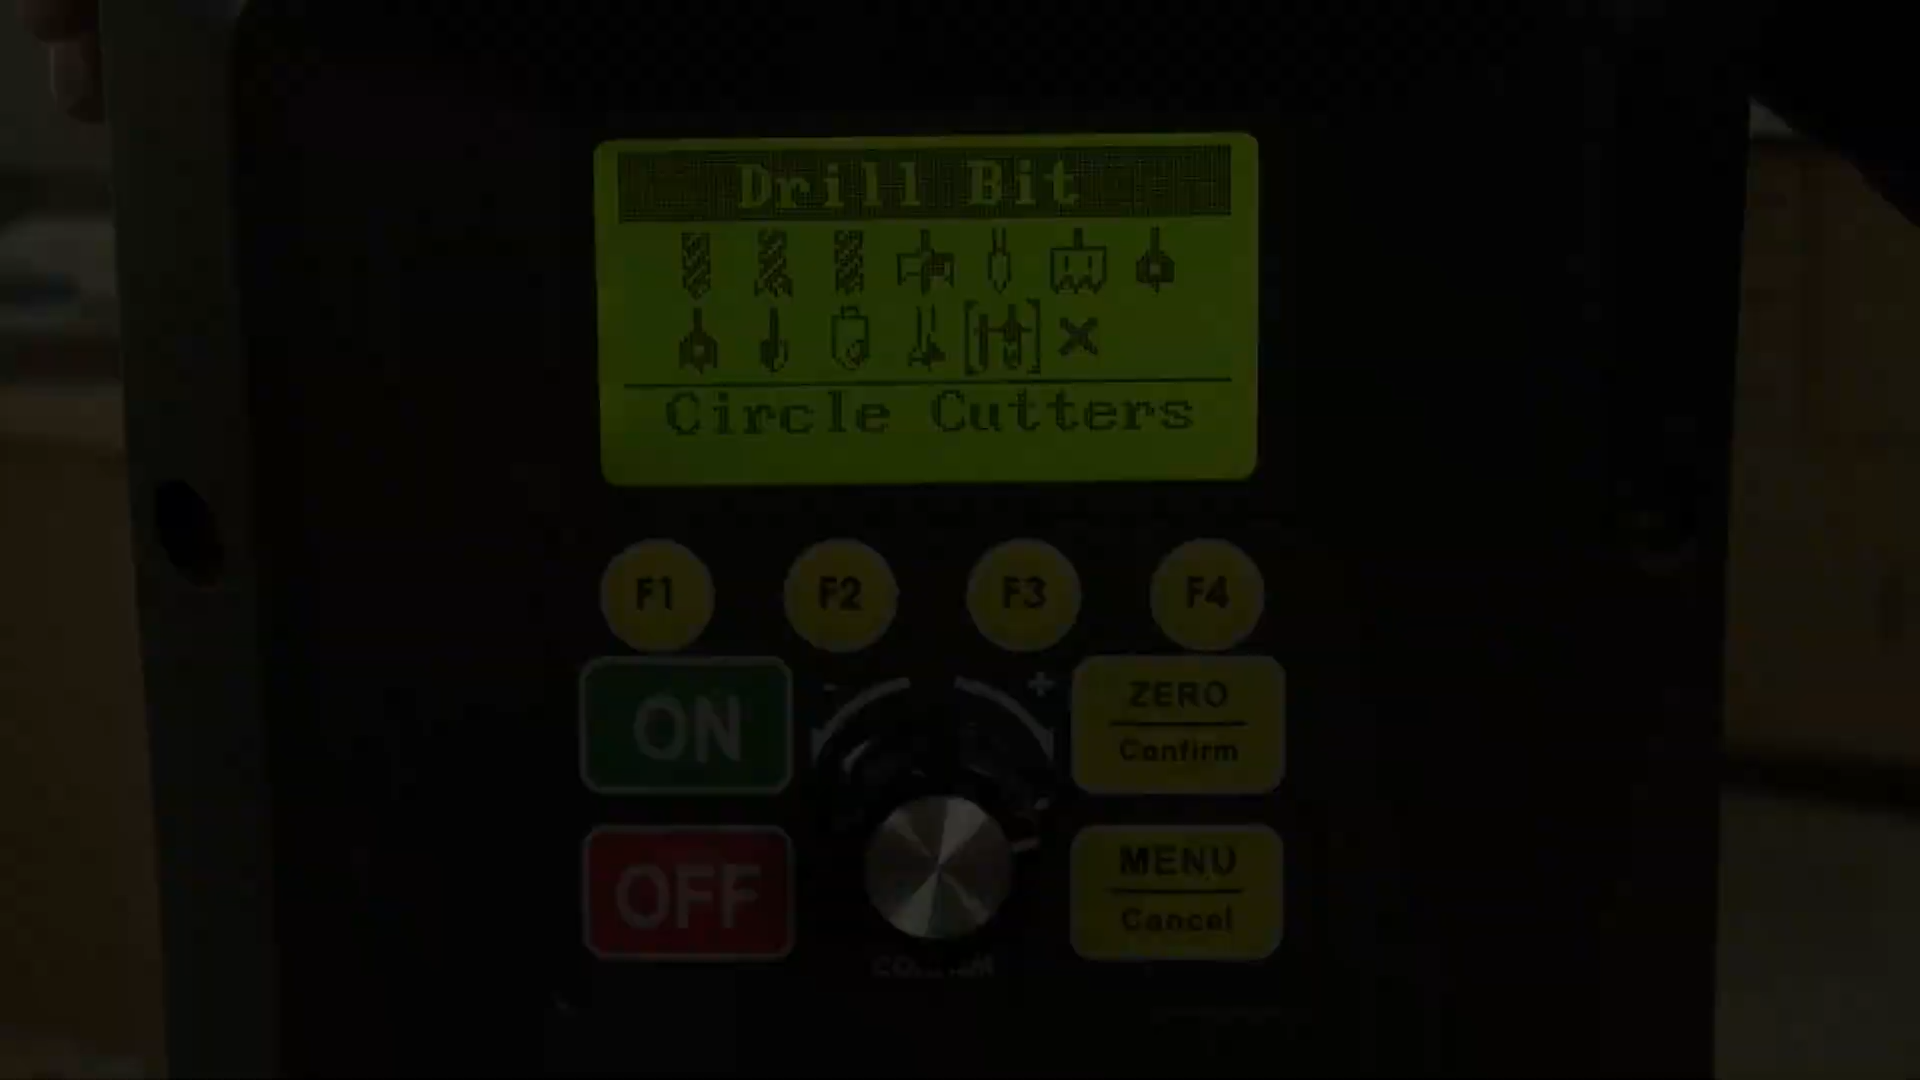 Drill Bit
Circle Cutters
F1 F2 F3 F4
ON
- +
ZERO
Confirm
OFF
MENU
Cancel